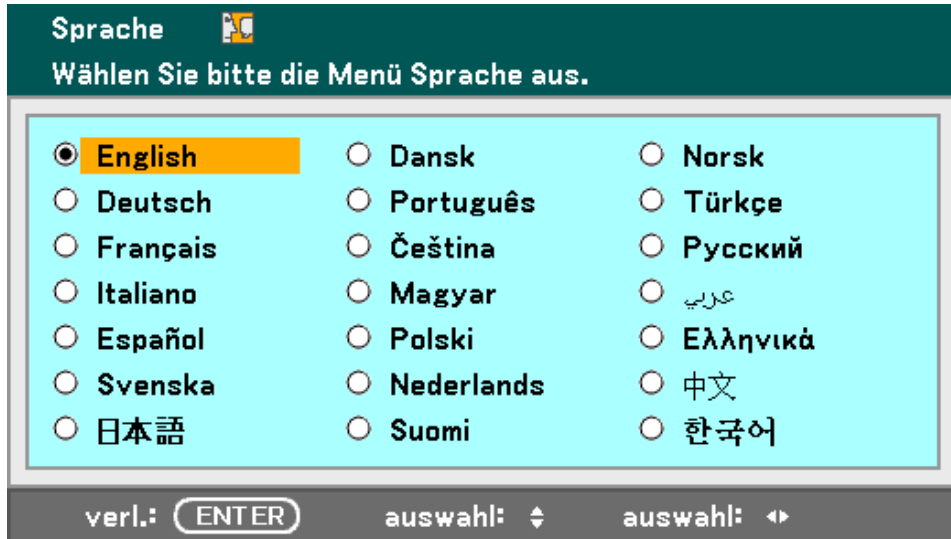 Sprache
Wählen Sie bitte die Menü Sprache aus.
English Dansk Norsk
Deutsch Português Türkçe
Français Čeština Русский
Italiano Magyar عربي
Español Polski Ελληνικά
Svenska Nederlands 中文
日本語 Suomi 한국어
verl.: ENTER auswahl: auswahl: